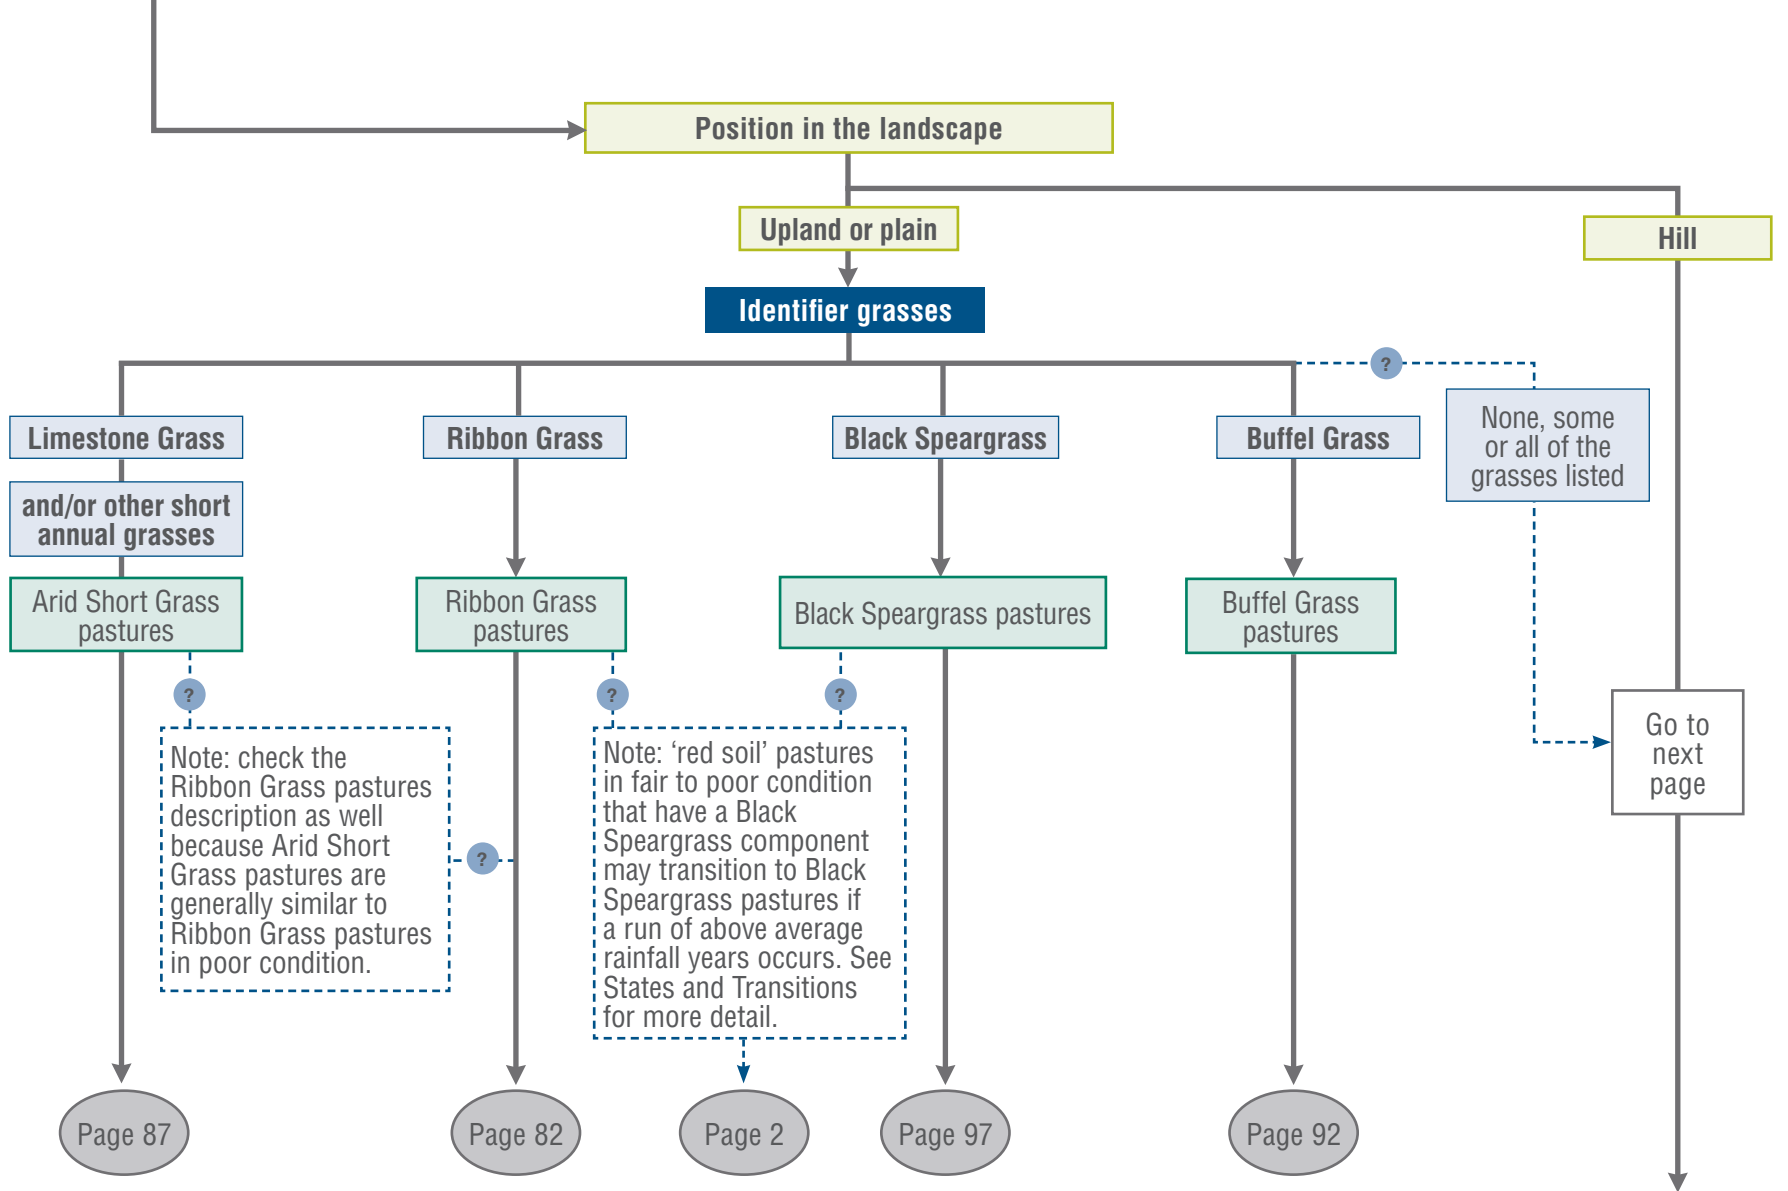 Position in the landscape
Upland or plain
Hill
Identifier grasses
?
None, some
or all of the
grasses listed
Limestone Grass
Ribbon Grass
Black Speargrass
Buffel Grass
and/or other short
annual grasses
Arid Short Grass
pastures
Ribbon Grass
pastures
Black Speargrass pastures
Buffel Grass
pastures
?
?
?
Note: check the
Ribbon Grass pastures
description as well
because Arid Short
Grass pastures are
generally similar to
Ribbon Grass pastures
in poor condition.
?
Note: ‘red soil’ pastures
in fair to poor condition
that have a Black
Speargrass component
may transition to Black
Speargrass pastures if
a run of above average
rainfall years occurs. See
States and Transitions
for more detail.
Go to
next
page
Page 87
Page 82
Page 2
Page 97
Page 92